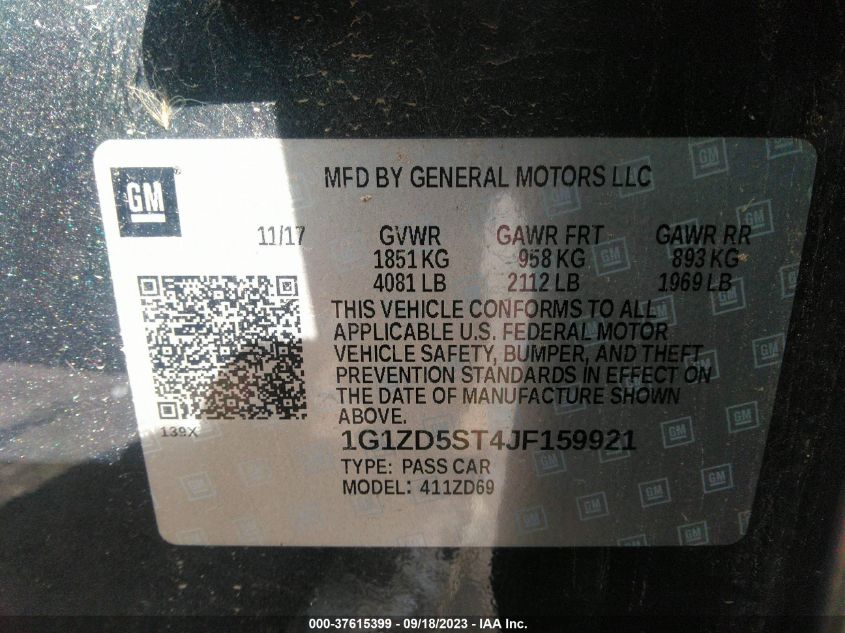 GM
MFD BY GENERAL MOTORS LLC
11/17 GVWR GAWR FRT GAWR RR
1851 KG 958 KG 893 KG
4081 LB 2112 LB 1969 LB
THIS VEHICLE CONFORMS TO ALL
APPLICABLE U.S. FEDERAL MOTOR
VEHICLE SAFETY, BUMPER, AND THEFT
PREVENTION STANDARDS IN EFFECT ON
THE DATE OF MANUFACTURE SHOWN
ABOVE.
139X
1G1ZD5ST4JF159921
TYPE: PASS CAR
MODEL: 411ZD69
000-37615399 - 09/18/2023 - IAA Inc.